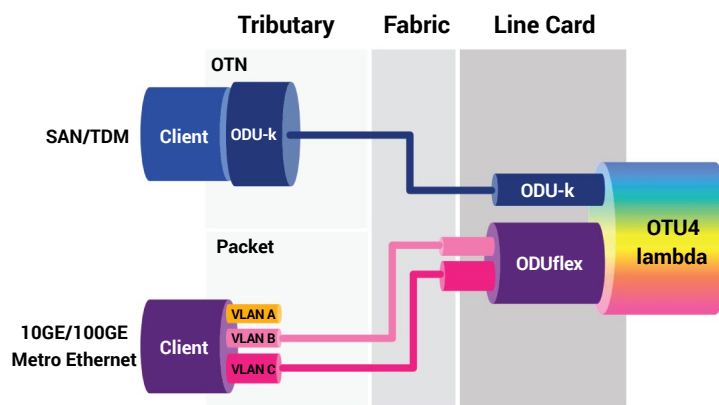 Tributary
Fabric
Line Card
OTN
SAN/TDM
Client
ODU-k
ODU-k
OTU4
lambda
ODUflex
Packet
10GE/100GE
Metro Ethernet
Client
VLAN A
VLAN B
VLAN C